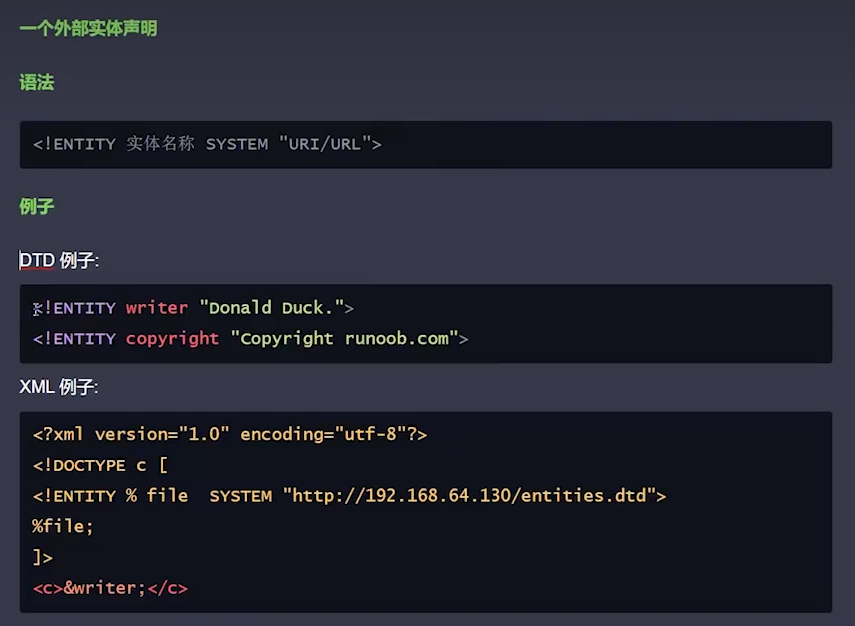 一个外部实体声明
语法
<!ENTITY 实体名称 SYSTEM "URI/URL">
例子
DTD 例子:
<!ENTITY writer "Donald Duck.">
<!ENTITY copyright "Copyright runoob.com">
XML 例子:
<?xml version="1.0" encoding="utf-8"?>
<!DOCTYPE c [
<!ENTITY % file  SYSTEM "http://192.168.64.130/entities.dtd">
%file;
]>
<c>&writer;</c>